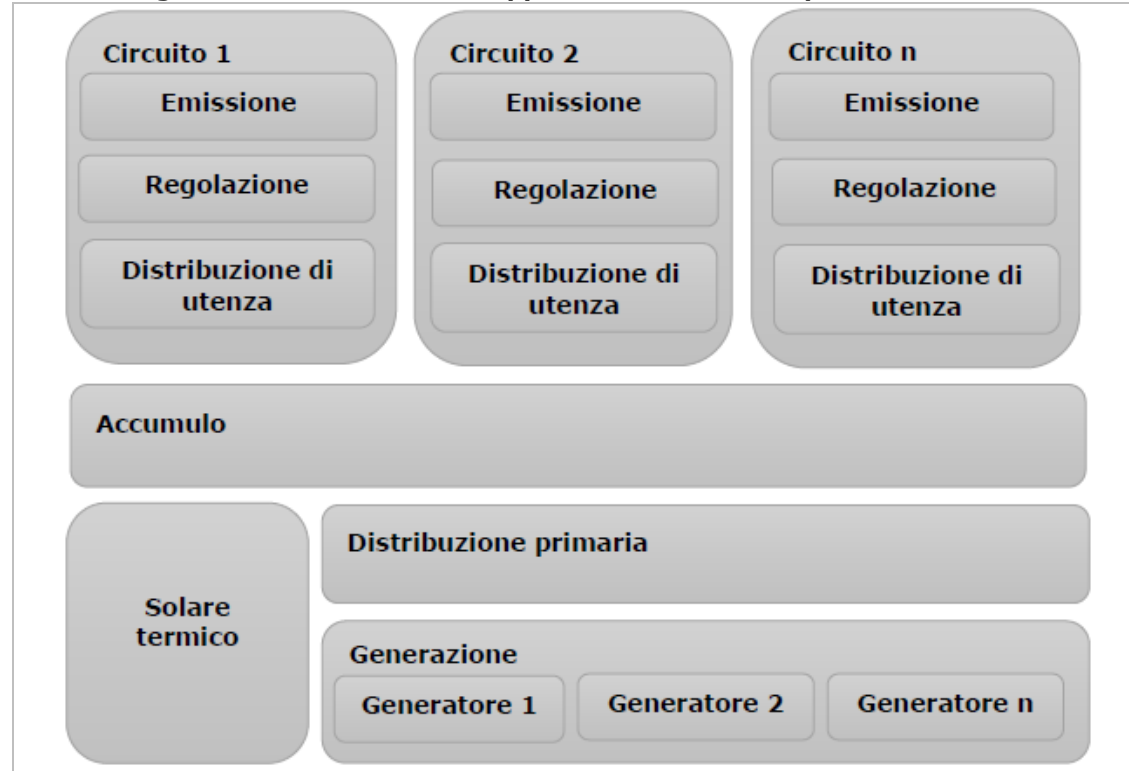 Circuito 1
Emissione
Regolazione
Distribuzione di
utenza
Circuito 2
Emissione
Regolazione
Distribuzione di
utenza
Circuito n
Emissione
Regolazione
Distribuzione di
utenza
Accumulo
Solare
termico
Distribuzione primaria
Generazione
Generatore 1
Generatore 2
Generatore n